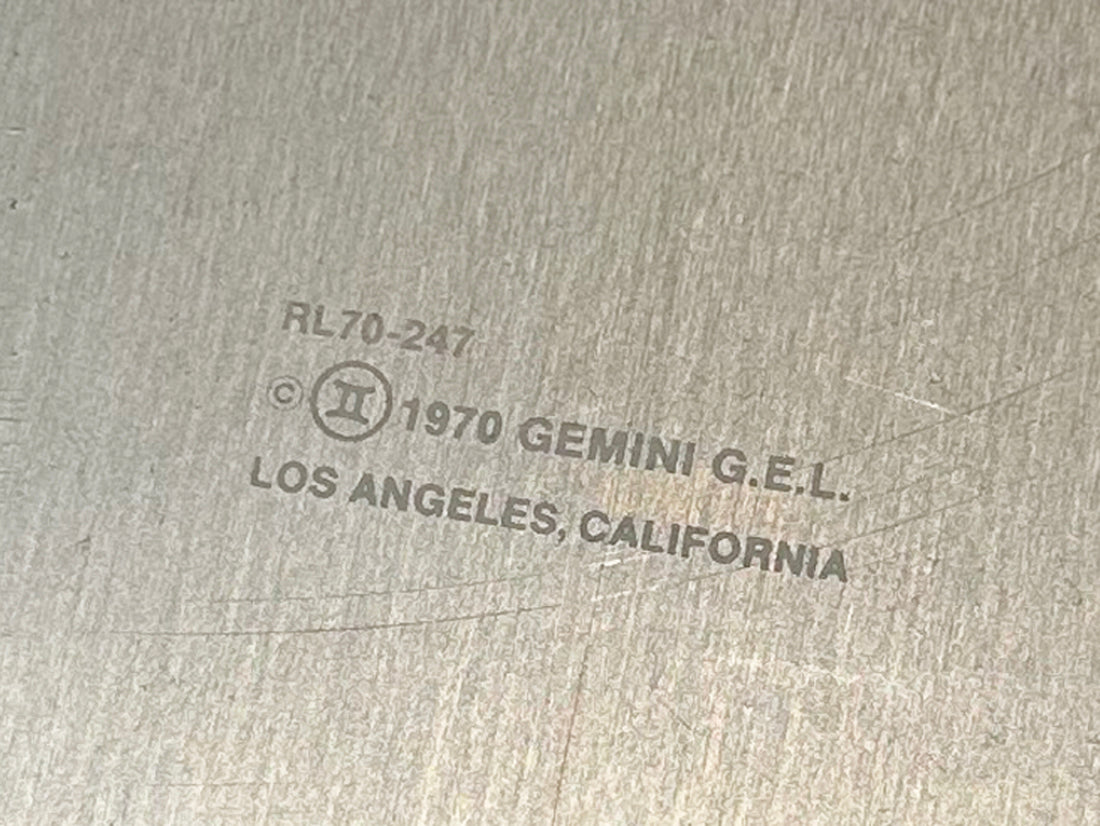 RL70-247
© ♊ 1970 GEMINI G.E.L.
LOS ANGELES, CALIFORNIA